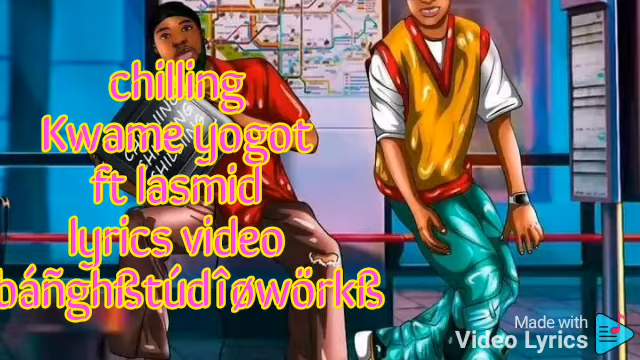 chilling
Kwame yogot
ft lasmid
lyrics video
báñghßtúdîøwörkß
Made with
Video Lyrics